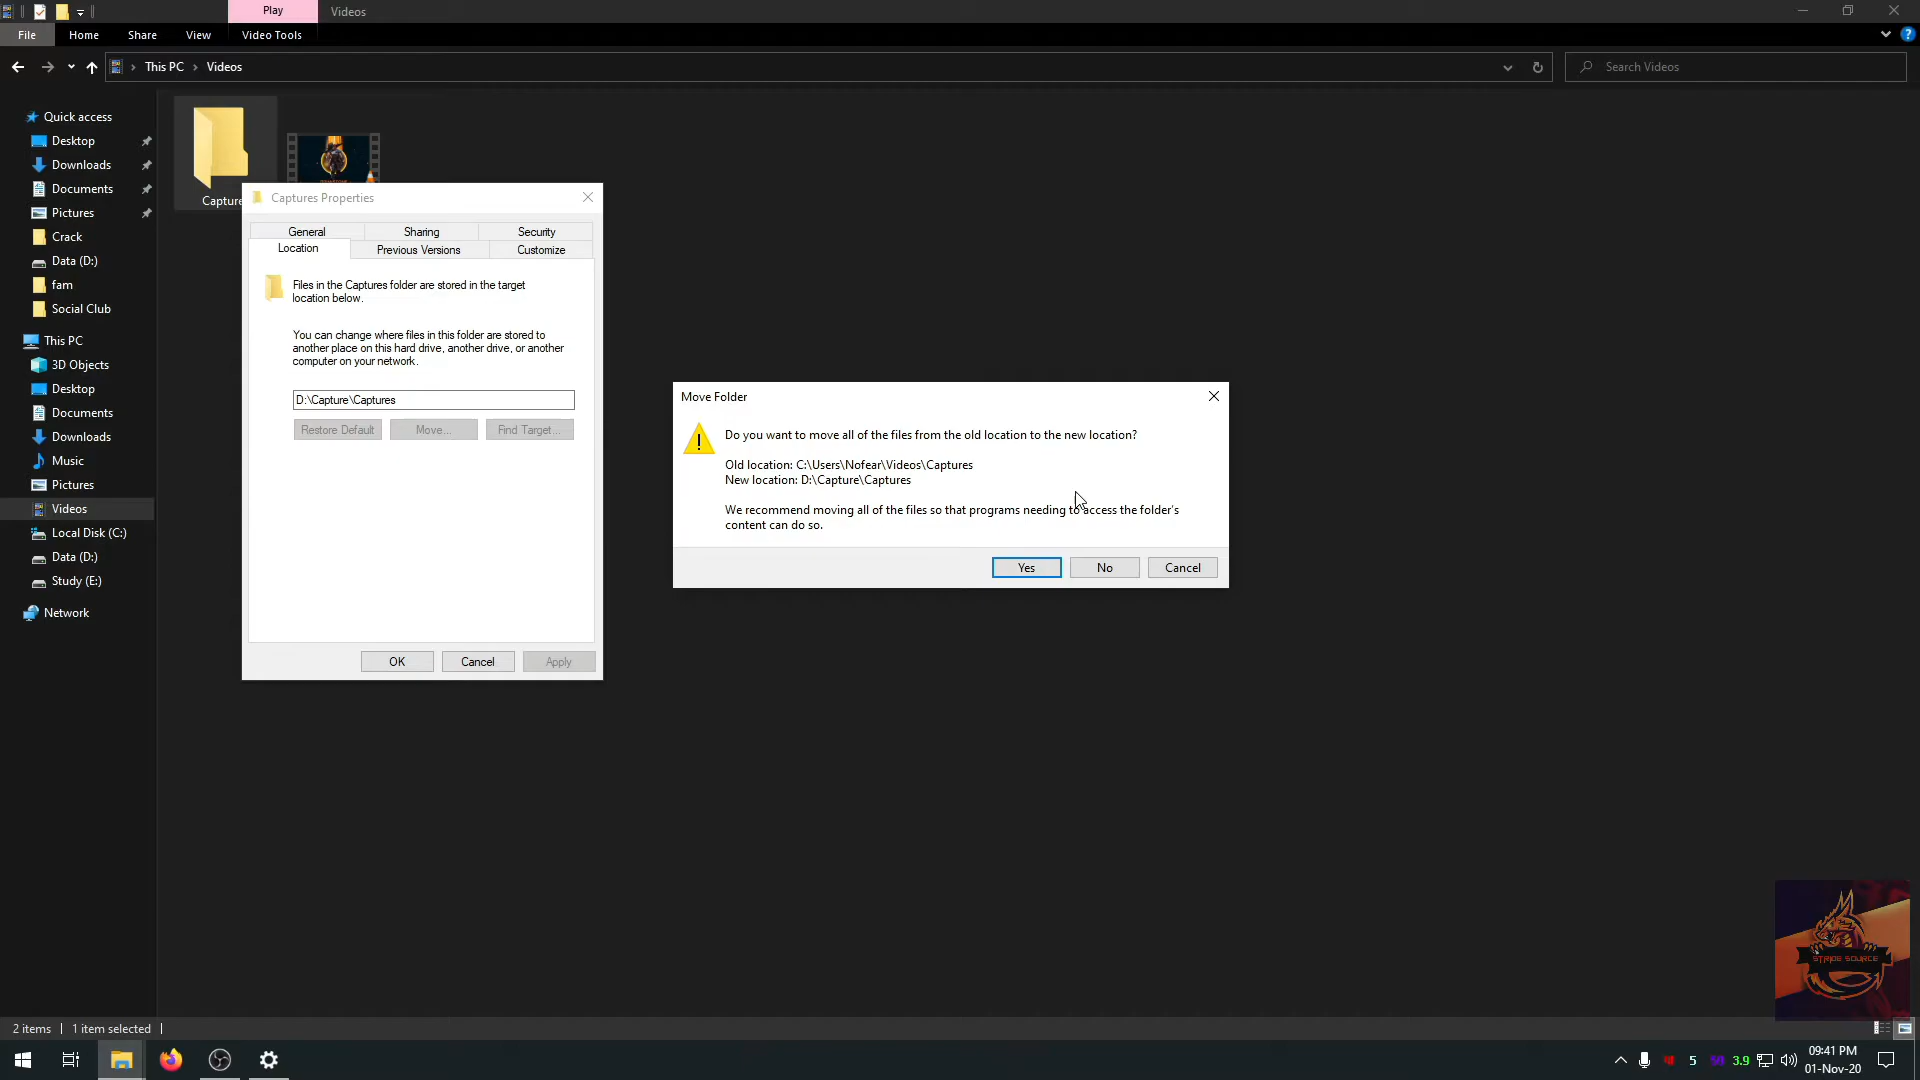 Play
Videos
File
Home
Share
View
Video Tools
This PC
Videos
Search Videos
Quick access
Desktop
Downloads
Documents
Pictures
Crack
Data (D:)
fam
Social Club
This PC
3D Objects
Desktop
Documents
Downloads
Music
Pictures
Videos
Local Disk (C:)
Data (D:)
Study (E:)
Network
Capture
Captures Properties
General
Sharing
Security
Location
Previous Versions
Customize
Files in the Captures folder are stored in the target
location below.
You can change where files in this folder are stored to
another place on this hard drive, another drive, or another
computer on your network.
D:\Capture\Captures
Restore Default
Move...
Find Target...
OK
Cancel
Apply
Move Folder
Do you want to move all of the files from the old location to the new location?
Old location: C:\Users\Nofear\Videos\Captures
New location: D:\Capture\Captures
We recommend moving all of the files so that programs needing to access the folder's
content can do so.
Yes
No
Cancel
STRIDE SOURCE
2 items
1 item selected
5
3.9
09:41 PM
01-Nov-20